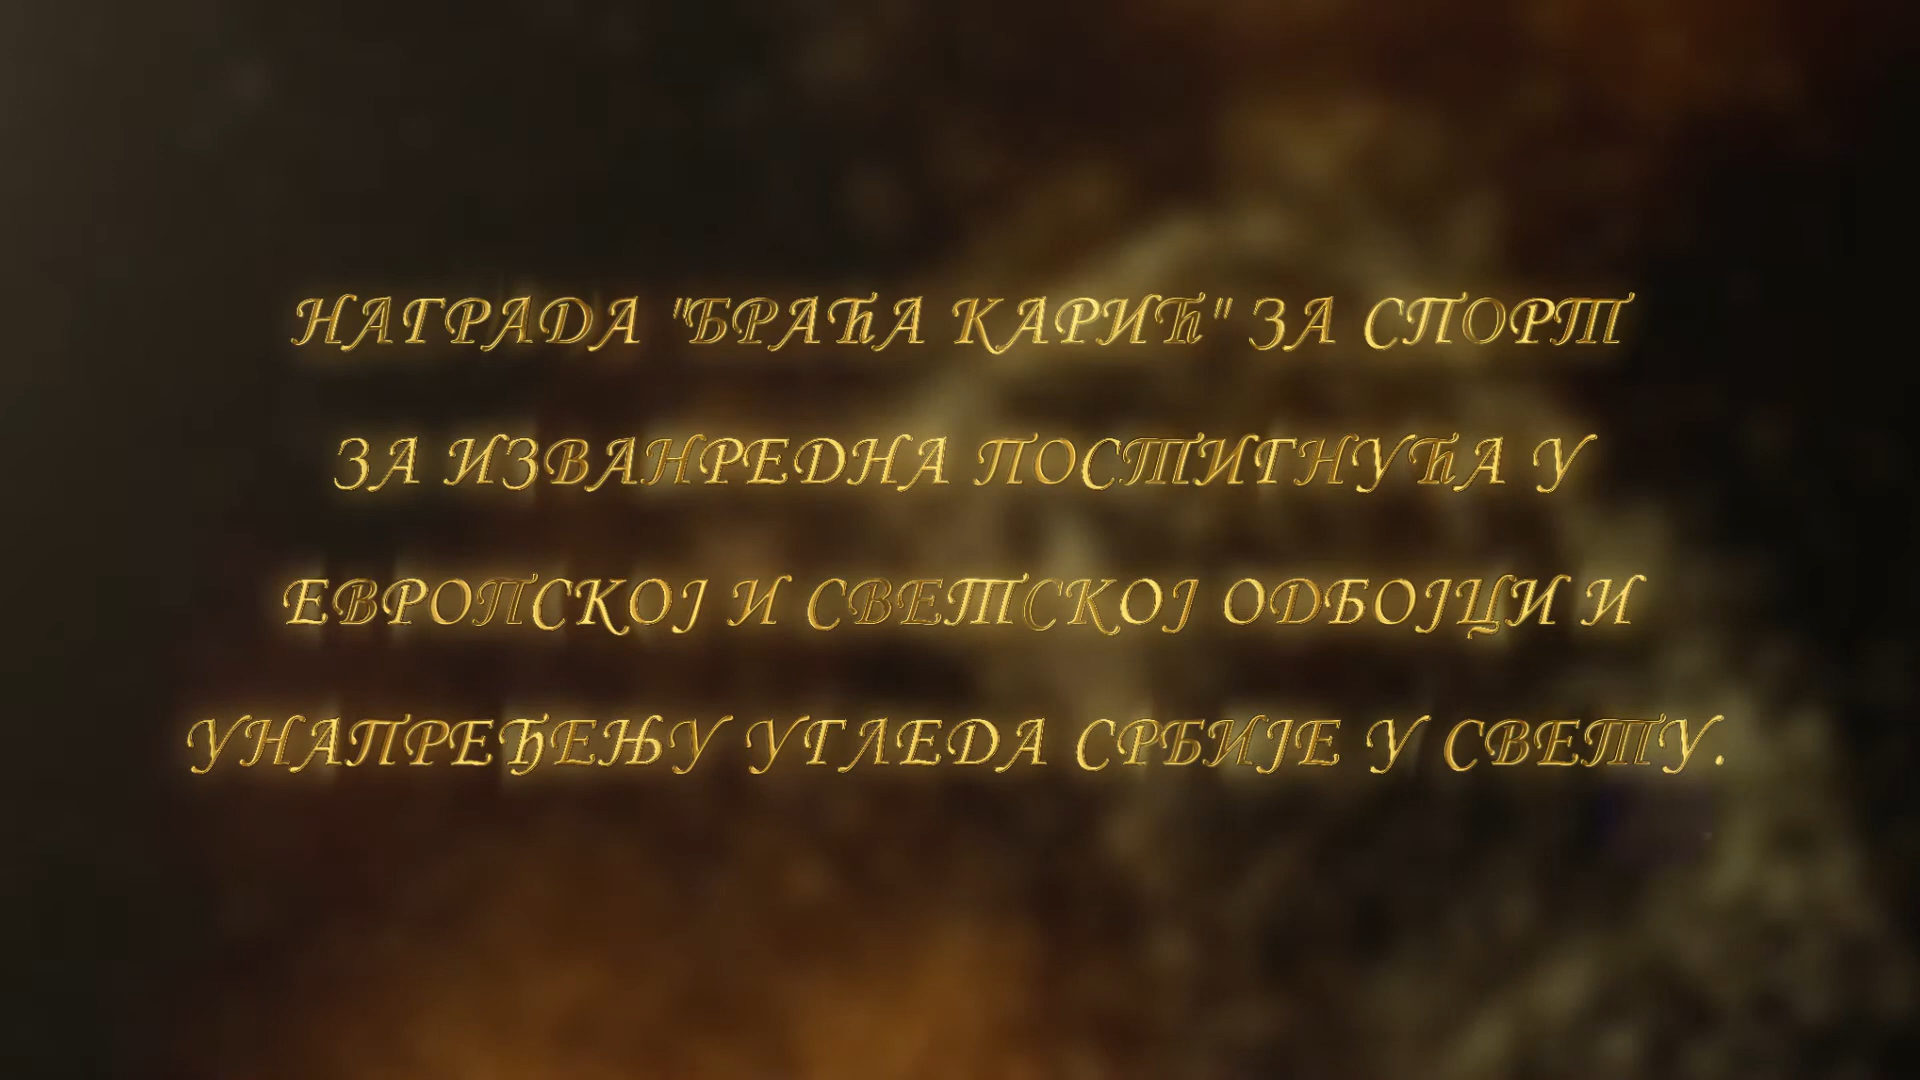 НАГРАДА "БРАЋА КАРИЋ" ЗА СПОРТ
ЗА ИЗВАНРЕДНА ПОСТИГНУЋА У
ЕВРОПСКОЈ И СВЕТСКОЈ ОДБОЈЦИ И
УНАПРЕЂЕЊУ УГЛЕДА СРБИЈЕ У СВЕТУ.